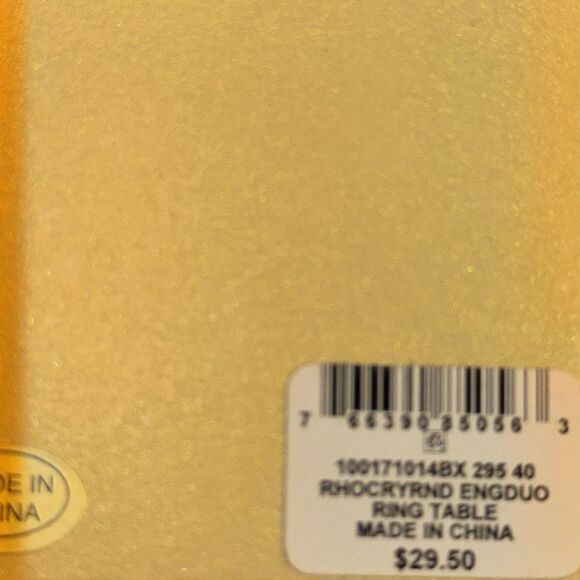 7 66390 85056 3
100171014BX 295 40
RHOCRYRND ENGDUO
RING TABLE
MADE IN CHINA
$29.50
DE IN
INA